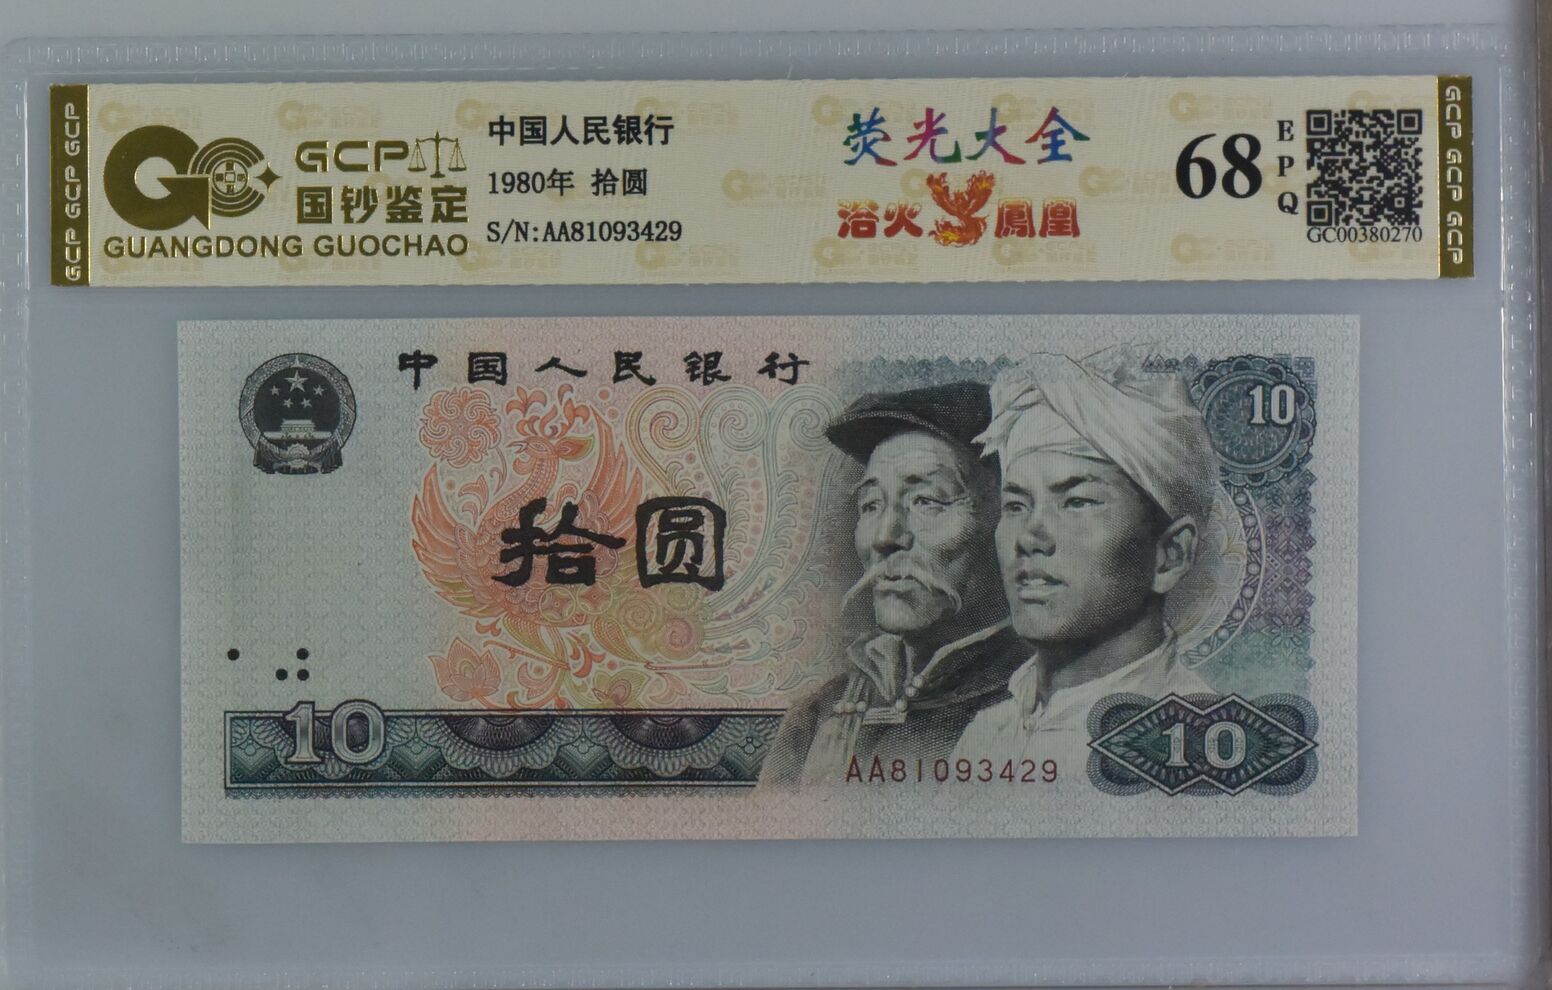 GCP GCP GCP
GCP
国钞鉴定
GUANGDONG GUOCHAO
中国人民银行
1980年 拾圆
S/N:AA81093429
荧光大全
浴火鳳凰
68
EPQ
GC00380270
GCP GCP GCP
中国人民银行
10
拾圆
10
AA81093429
10